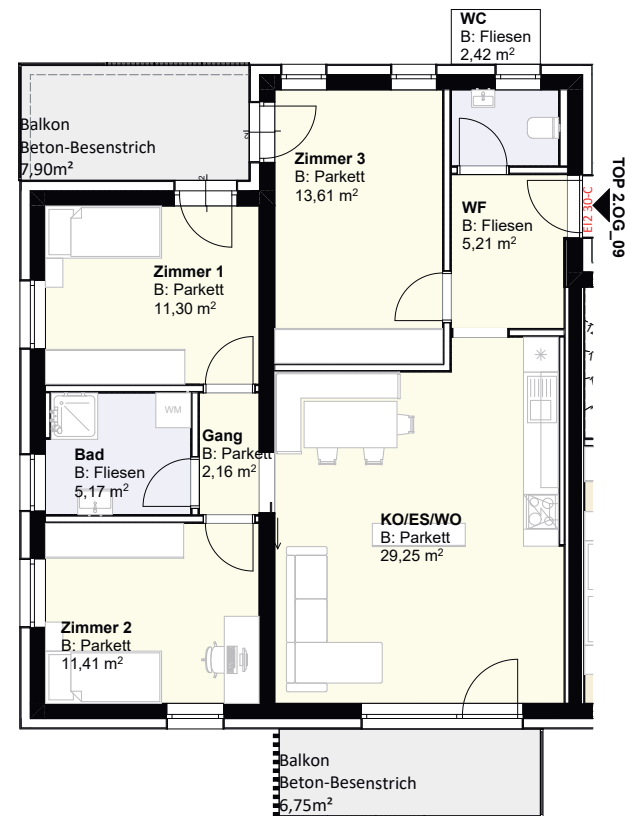 WC
B: Fliesen
2,42 m²
Balkon
Beton-Besenstrich
7,90m²
Zimmer 3
B: Parkett
13,61 m²
WF
B: Fliesen
5,21 m²
EI2 30-C
TOP 2.OG_09
Zimmer 1
B: Parkett
11,30 m²
WM
Gang
B: Parkett
2,16 m²
Bad
B: Fliesen
5,17 m²
KO/ES/WO
B: Parkett
29,25 m²
Zimmer 2
B: Parkett
11,41 m²
Balkon
Beton-Besenstrich
6,75m²